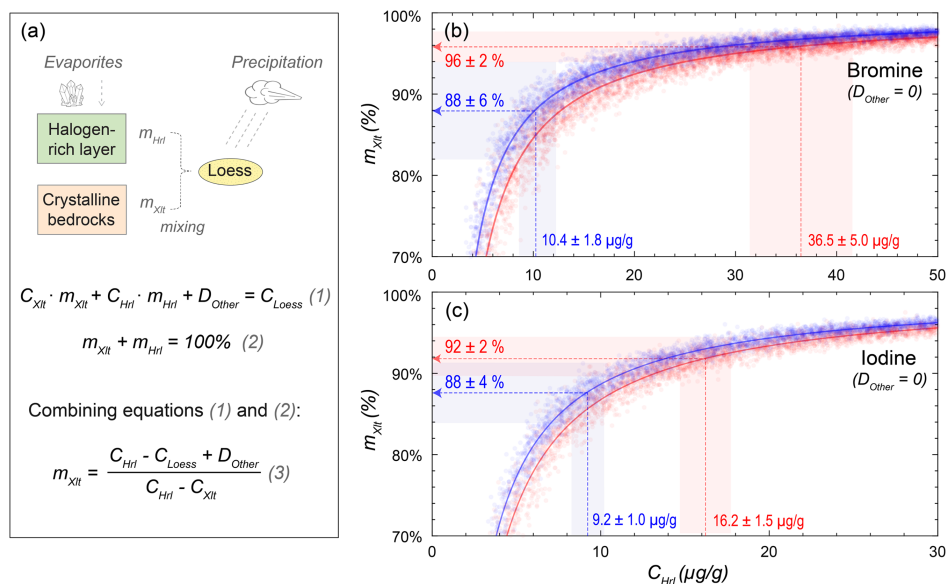 (a)
Evaporites
Precipitation
Halogen-
rich layer
m_Hrl
Loess
Crystalline
bedrocks
m_Xlt
mixing
C_Xlt · m_Xlt + C_Hrl · m_Hrl + D_Other = C_Loess (1)
m_Xlt + m_Hrl = 100% (2)
Combining equations (1) and (2):
m_Xlt = (C_Hrl - C_Loess + D_Other) / (C_Hrl - C_Xlt) (3)
(b)
100%
90%
80%
70%
m_Xlt (%)
96 ± 2 %
88 ± 6 %
Bromine
(D_Other = 0)
10.4 ± 1.8 µg/g
36.5 ± 5.0 µg/g
0 10 20 30 40 50
(c)
100%
90%
80%
70%
m_Xlt (%)
92 ± 2 %
88 ± 4 %
Iodine
(D_Other = 0)
9.2 ± 1.0 µg/g
16.2 ± 1.5 µg/g
0 10 20 30
C_Hrl (µg/g)